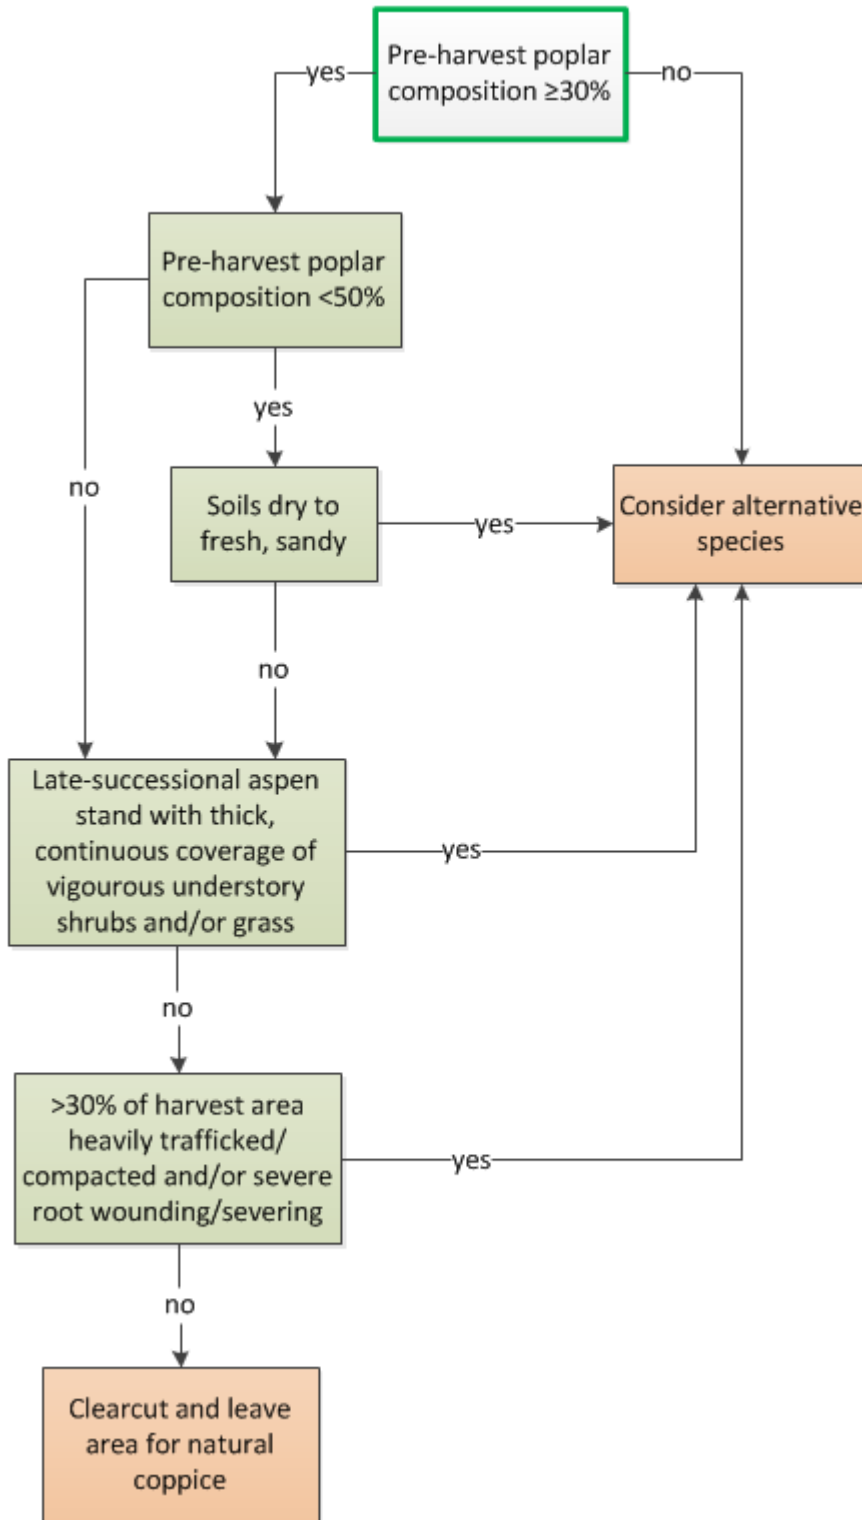 Pre-harvest poplar
composition ≥30%
yes
no
Pre-harvest poplar
composition <50%
yes
no
Soils dry to
fresh, sandy
yes
Consider alternative
species
no
Late-successional aspen
stand with thick,
continuous coverage of
vigourous understory
shrubs and/or grass
yes
no
>30% of harvest area
heavily trafficked/
compacted and/or severe
root wounding/severing
yes
no
Clearcut and leave
area for natural
coppice